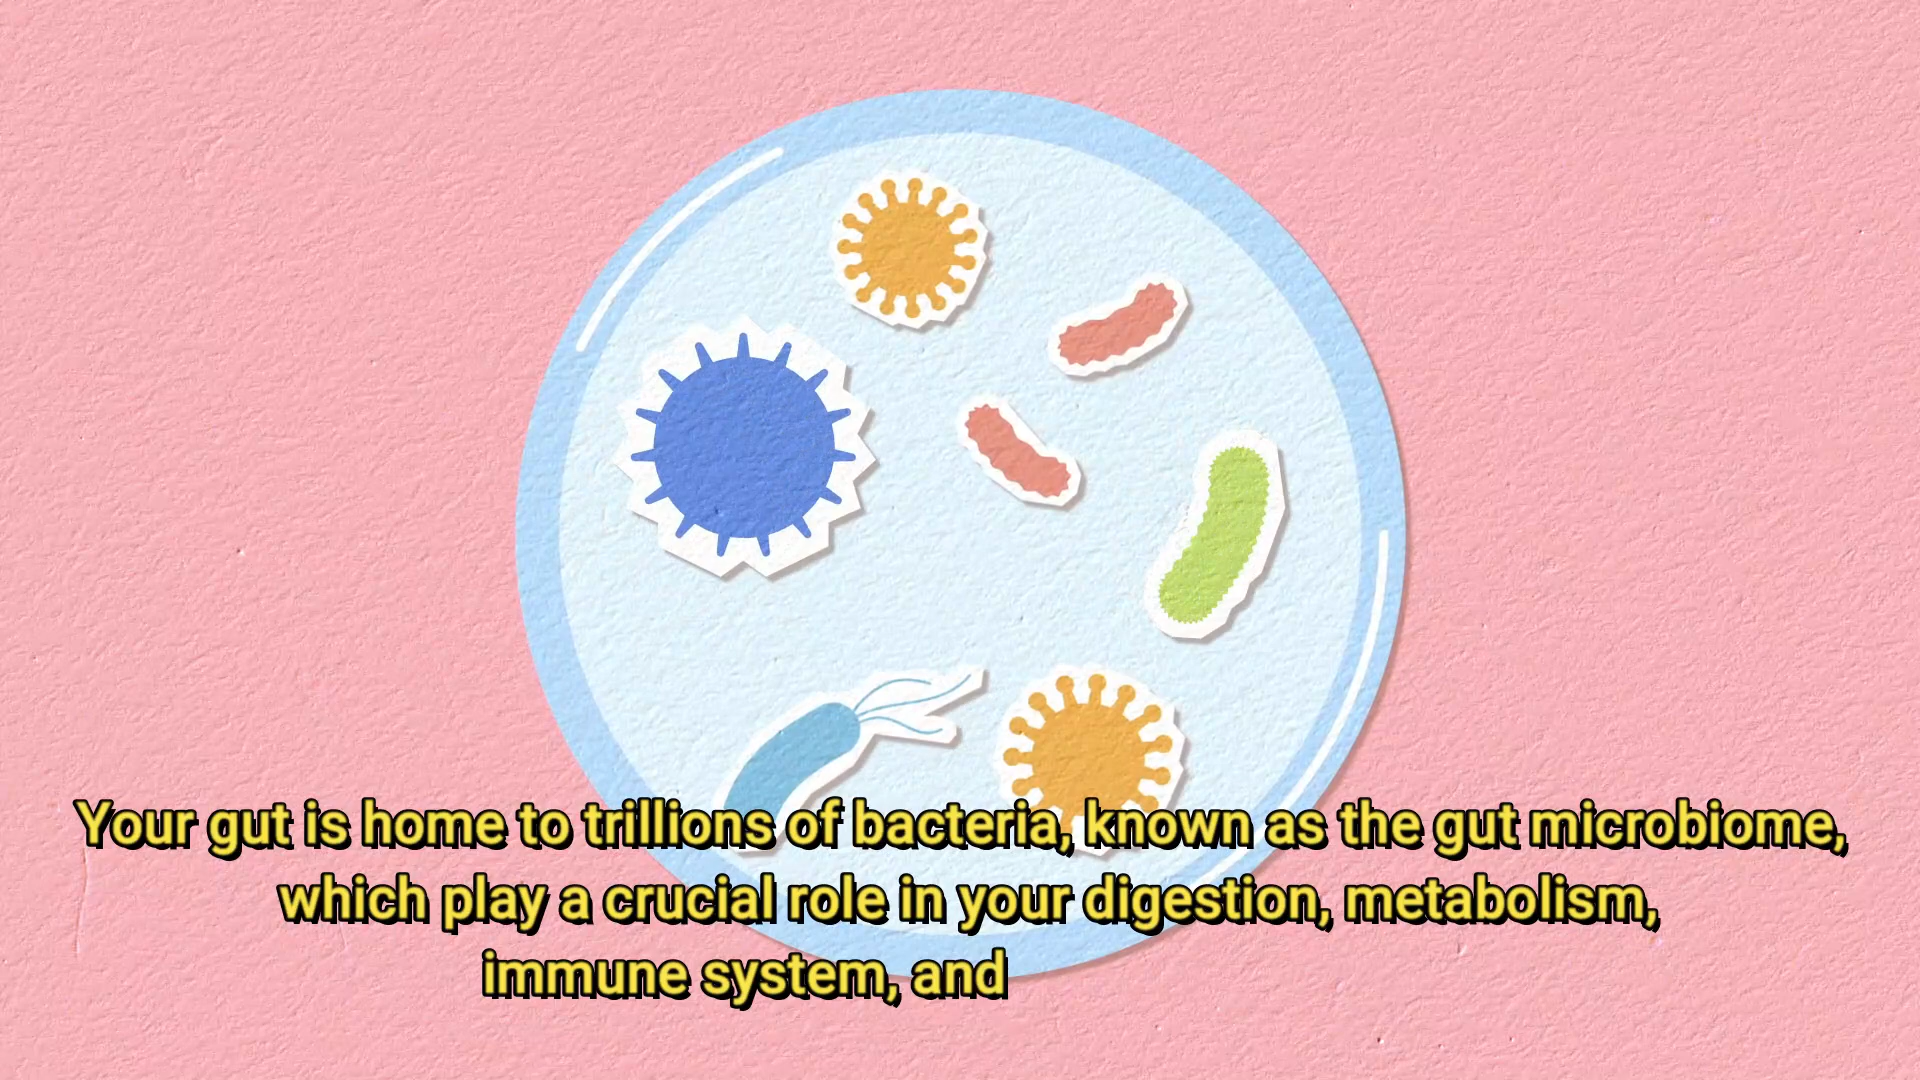 Your gut is home to trillions of bacteria, known as the gut microbiome,
which play a crucial role in your digestion, metabolism,
immune system, and